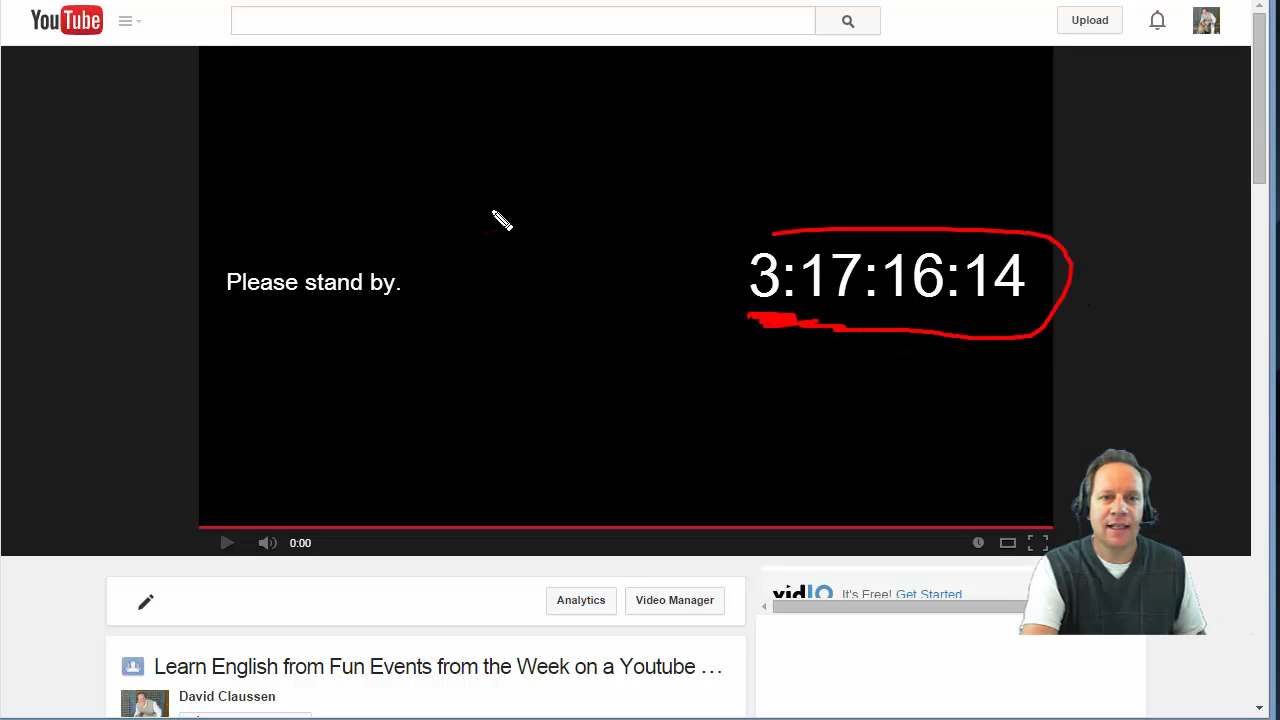 YouTube
Upload
Please stand by.
3:17:16:14
0:00
Analytics
Video Manager
vidIQ It's Free! Get Started
Learn English from Fun Events from the Week on a Youtube ...
David Claussen